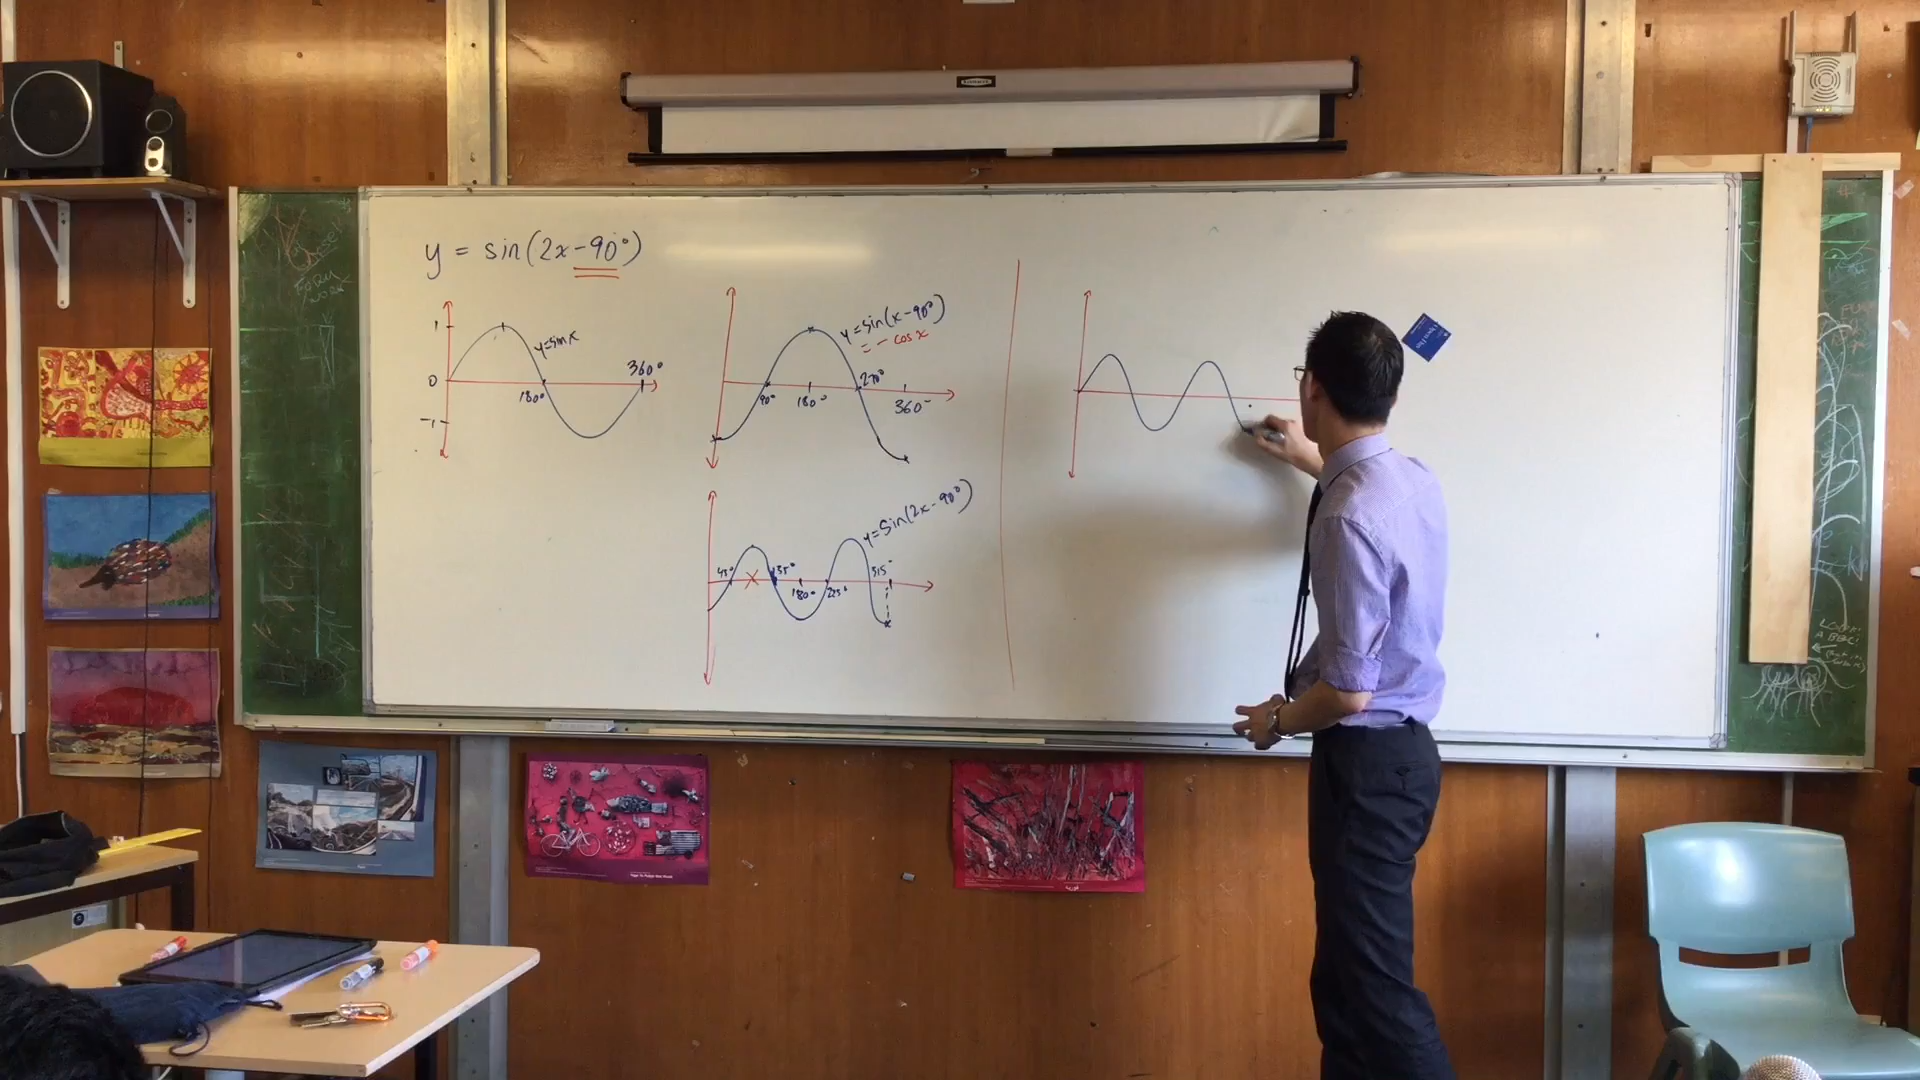 y = sin(2x-90°)
1
0
-1
y=sinx
180°
360°
y=sin(x-90°)
= - cos x
90°
180°
270°
360°
y=sin(2x-90°)
45°
135°
180°
225°
315°